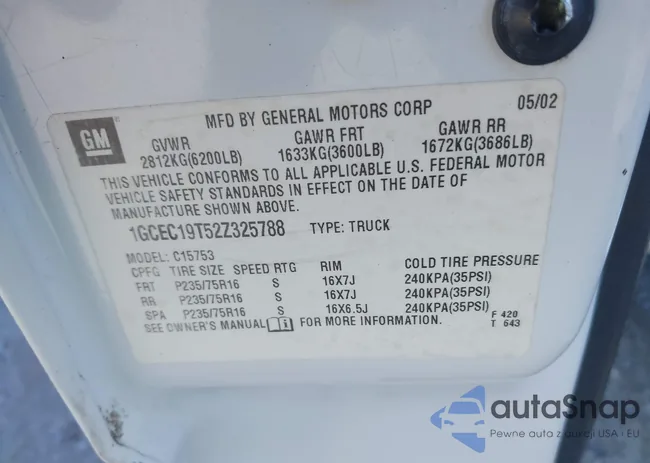 MFD BY GENERAL MOTORS CORP 05/02
GM
GVWR GAWR FRT GAWR RR
2812KG(6200LB) 1633KG(3600LB) 1672KG(3686LB)
THIS VEHICLE CONFORMS TO ALL APPLICABLE U.S. FEDERAL MOTOR
VEHICLE SAFETY STANDARDS IN EFFECT ON THE DATE OF
MANUFACTURE SHOWN ABOVE.
1GCEC19T52Z325788 TYPE: TRUCK
MODEL: C15753
CPFG TIRE SIZE SPEED RTG RIM COLD TIRE PRESSURE
FRT P235/75R16 S 16X7J 240KPA(35PSI)
RR P235/75R16 S 16X7J 240KPA(35PSI)
SPA P235/75R16 S 16X6.5J 240KPA(35PSI)
SEE OWNER'S MANUAL FOR MORE INFORMATION.
F 420
T 643
autaSnap
Pewne auta z aukcji USA i EU